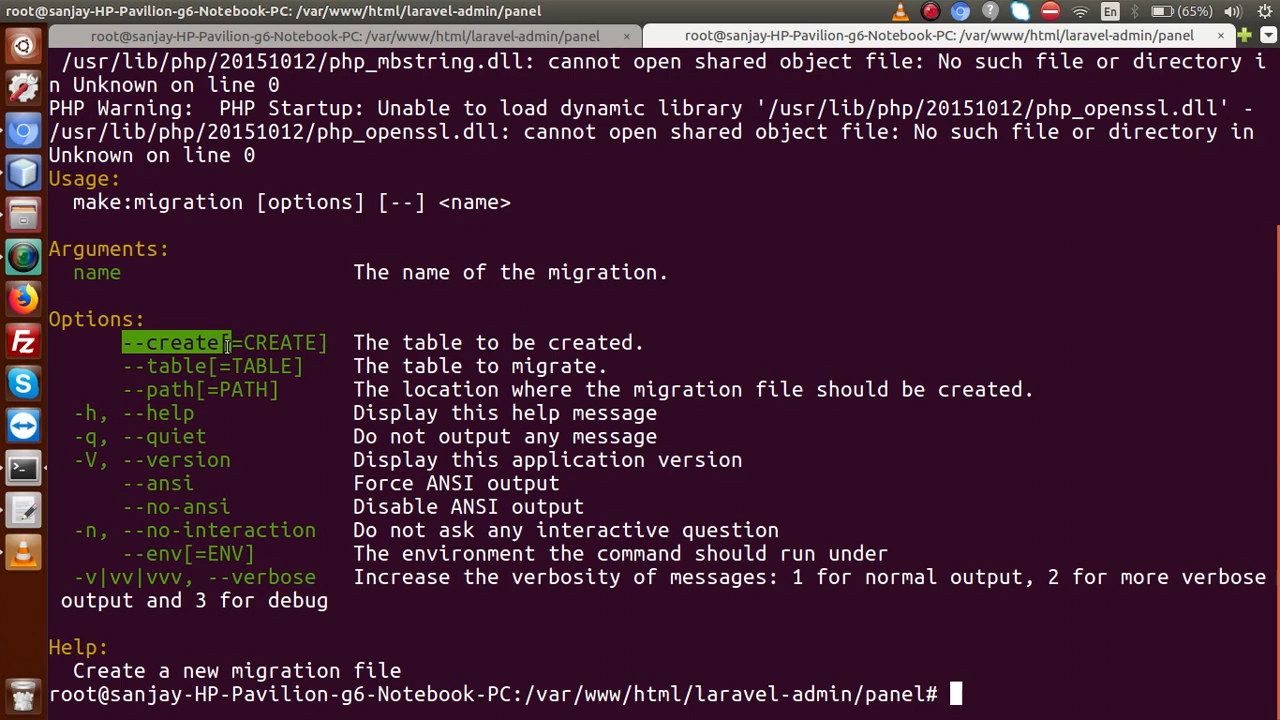 root@sanjay-HP-Pavilion-g6-Notebook-PC: /var/www/html/laravel-admin/panel
En (65%)
root@sanjay-HP-Pavilion-g6-Notebook-PC: /var/www/html/laravel-admin/panel × root@sanjay-HP-Pavilion-g6-Notebook-PC: /var/www/html/laravel-admin/panel ×
/usr/lib/php/20151012/php_mbstring.dll: cannot open shared object file: No such file or directory i
n Unknown on line 0
PHP Warning:  PHP Startup: Unable to load dynamic library '/usr/lib/php/20151012/php_openssl.dll' -
/usr/lib/php/20151012/php_openssl.dll: cannot open shared object file: No such file or directory in
Unknown on line 0
Usage:
make:migration [options] [--] <name>
Arguments:
name The name of the migration.
Options:
--create[=CREATE] The table to be created.
--table[=TABLE] The table to migrate.
--path[=PATH] The location where the migration file should be created.
-h, --help Display this help message
-q, --quiet Do not output any message
-V, --version Display this application version
--ansi Force ANSI output
--no-ansi Disable ANSI output
-n, --no-interaction Do not ask any interactive question
--env[=ENV] The environment the command should run under
-v|vv|vvv, --verbose Increase the verbosity of messages: 1 for normal output, 2 for more verbose
output and 3 for debug
Help:
Create a new migration file
root@sanjay-HP-Pavilion-g6-Notebook-PC:/var/www/html/laravel-admin/panel#